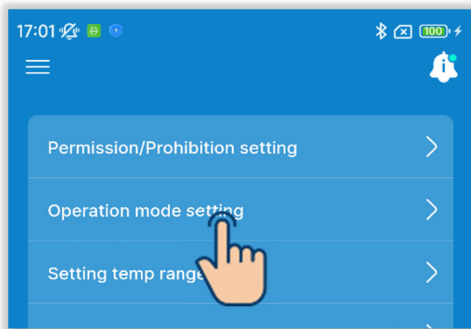 17:01 100
Permission/Prohibition setting
Operation mode setting
Setting temp range